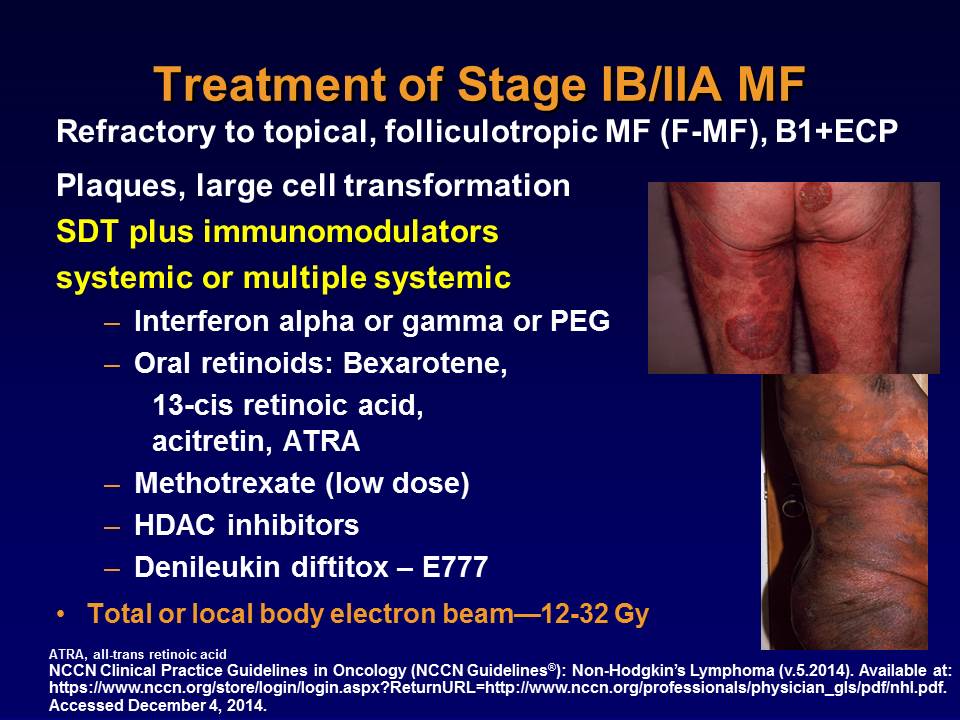 Treatment of Stage IB/IIA MF
Refractory to topical, folliculotropic MF (F-MF), B1+ECP
Plaques, large cell transformation
SDT plus immunomodulators
systemic or multiple systemic
– Interferon alpha or gamma or PEG
– Oral retinoids: Bexarotene,
13-cis retinoic acid,
acitretin, ATRA
– Methotrexate (low dose)
– HDAC inhibitors
– Denileukin diftitox – E777
• Total or local body electron beam—12-32 Gy
ATRA, all-trans retinoic acid
NCCN Clinical Practice Guidelines in Oncology (NCCN Guidelines®): Non-Hodgkin’s Lymphoma (v.5.2014). Available at:
https://www.nccn.org/store/login/login.aspx?ReturnURL=http://www.nccn.org/professionals/physician_gls/pdf/nhl.pdf.
Accessed December 4, 2014.